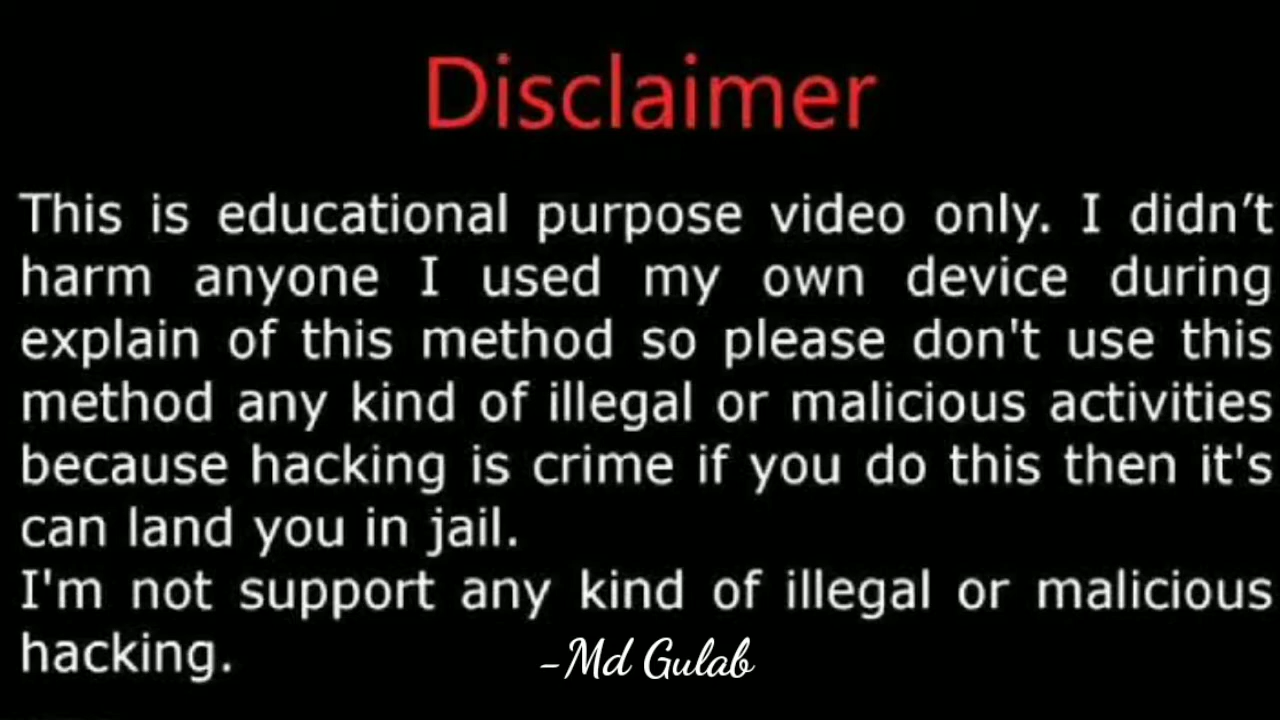 Disclaimer
This is educational purpose video only. I didn’t
harm anyone I used my own device during
explain of this method so please don't use this
method any kind of illegal or malicious activities
because hacking is crime if you do this then it's
can land you in jail.
I'm not support any kind of illegal or malicious
hacking.
-Md Gulab